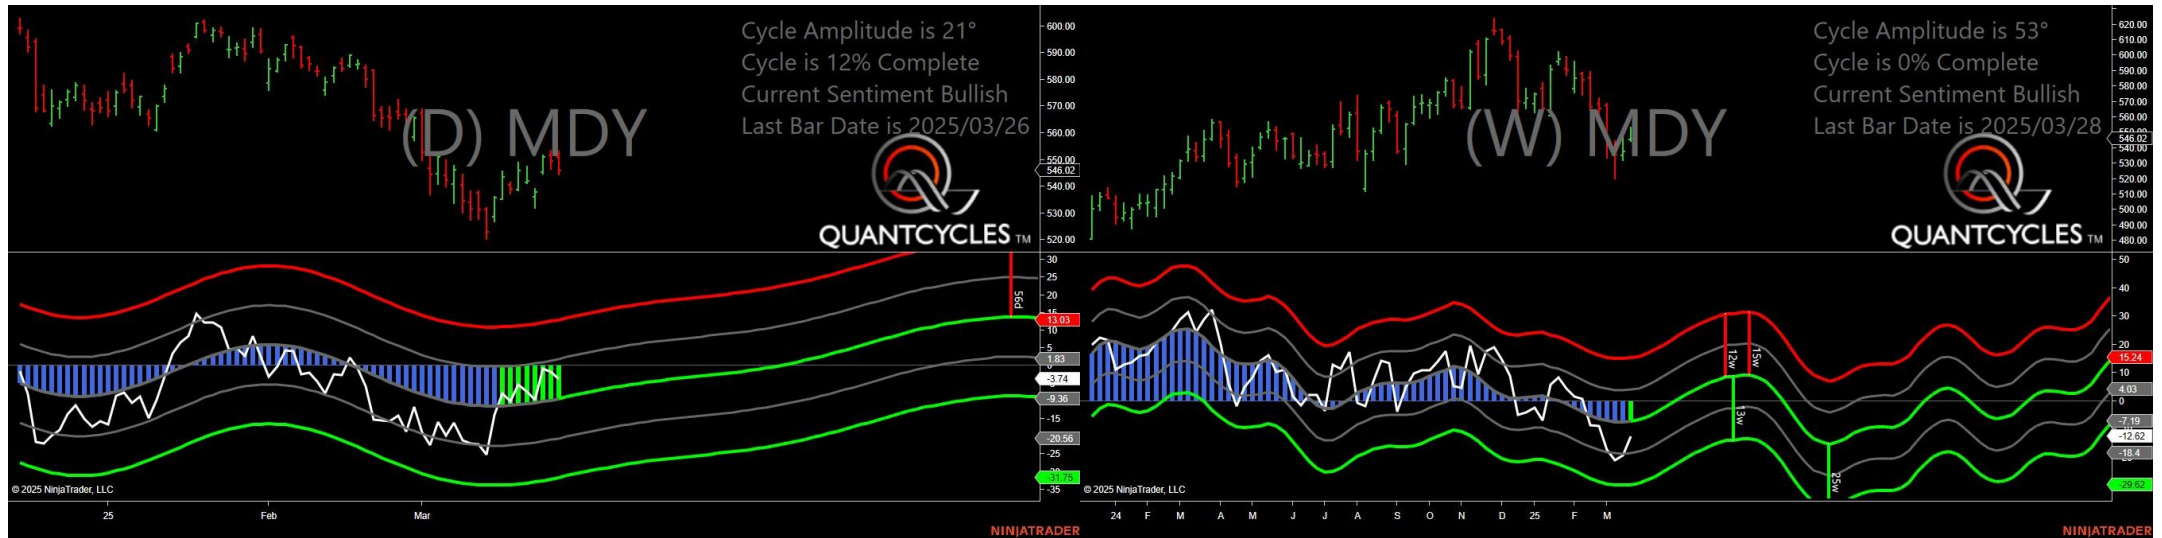 Cycle Amplitude is 21°
Cycle is 12% Complete
Current Sentiment Bullish
Last Bar Date is 2025/03/26
(D) MDY
QUANTCYCLES TM
600.00
590.00
580.00
570.00
560.00
550.00
546.02
540.00
530.00
520.00
56d
30
25
20
15
13.03
10
5
1.83
-3.74
-9.36
-15
-20.56
-25
-31.75
-35
© 2025 NinjaTrader, LLC
25 Feb Mar
NINJATRADER
Cycle Amplitude is 53°
Cycle is 0% Complete
Current Sentiment Bullish
Last Bar Date is 2025/03/28
(W) MDY
QUANTCYCLES TM
620.00
610.00
600.00
590.00
580.00
570.00
560.00
546.02
540.00
530.00
520.00
510.00
500.00
490.00
480.00
12w
15w
13w
25w
50
40
30
20
15.24
10
4.03
0
-7.19
-12.62
-18.4
-29.62
© 2025 NinjaTrader, LLC
24 F M A M J J A S O N D 25 F M
NINJATRADER